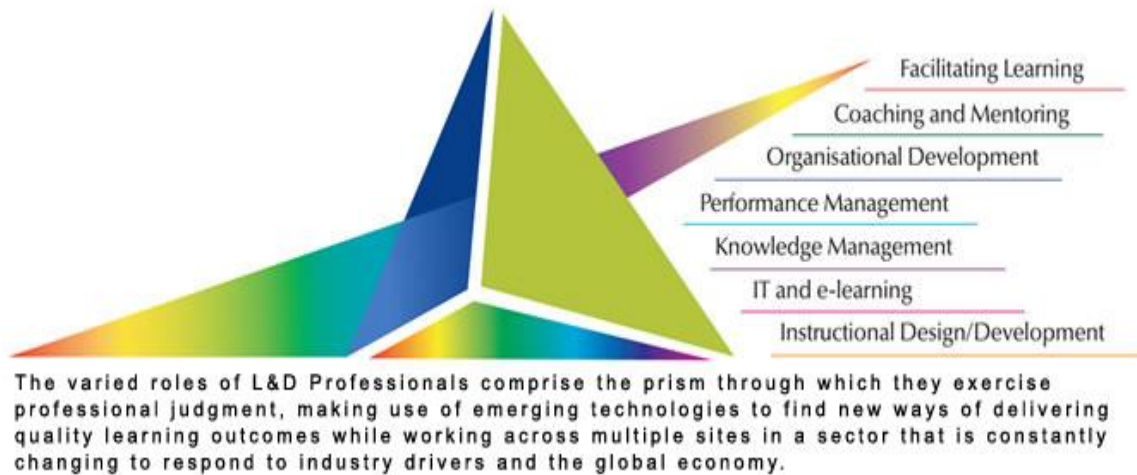 Facilitating Learning
Coaching and Mentoring
Organisational Development
Performance Management
Knowledge Management
IT and e-learning
Instructional Design/Development
The varied roles of L&D Professionals comprise the prism through which they exercise
professional judgment, making use of emerging technologies to find new ways of delivering
quality learning outcomes while working across multiple sites in a sector that is constantly
changing to respond to industry drivers and the global economy.